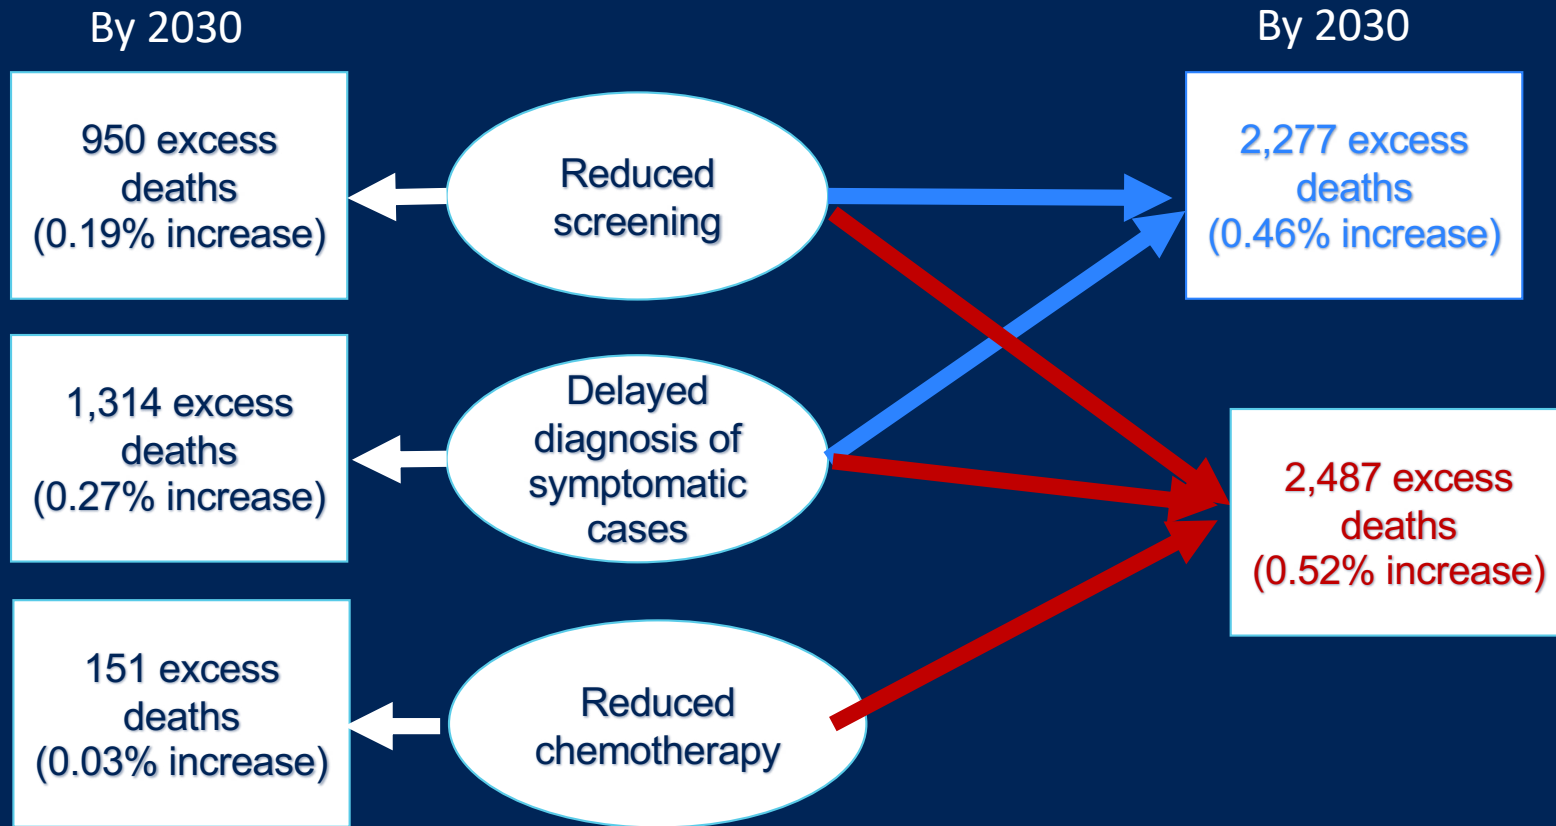 By 2030
By 2030
950 excess
deaths
(0.19% increase)
Reduced
screening
2,277 excess
deaths
(0.46% increase)
1,314 excess
deaths
(0.27% increase)
Delayed
diagnosis of
symptomatic
cases
2,487 excess
deaths
(0.52% increase)
151 excess
deaths
(0.03% increase)
Reduced
chemotherapy